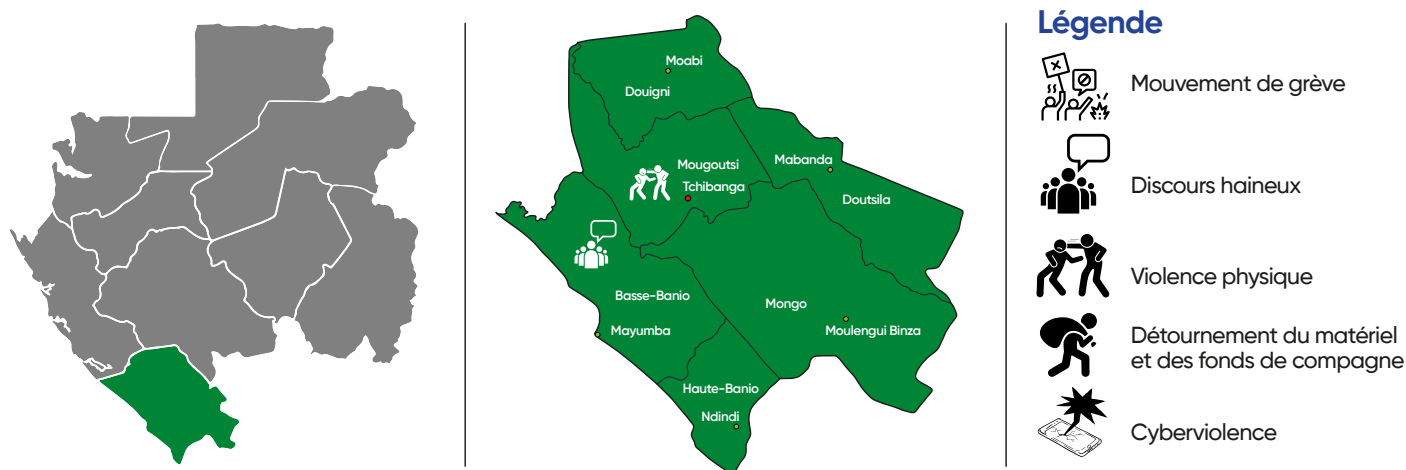 Moabi
Douigni
Mougoutsi
Tchibanga
Mabanda
Doutsila
Basse-Banio
Mayumba
Mongo
Moulengui Binza
Haute-Banio
Ndindi
Légende
Mouvement de grève
Discours haineux
Violence physique
Détournement du matériel
et des fonds de compagne
Cyberviolence